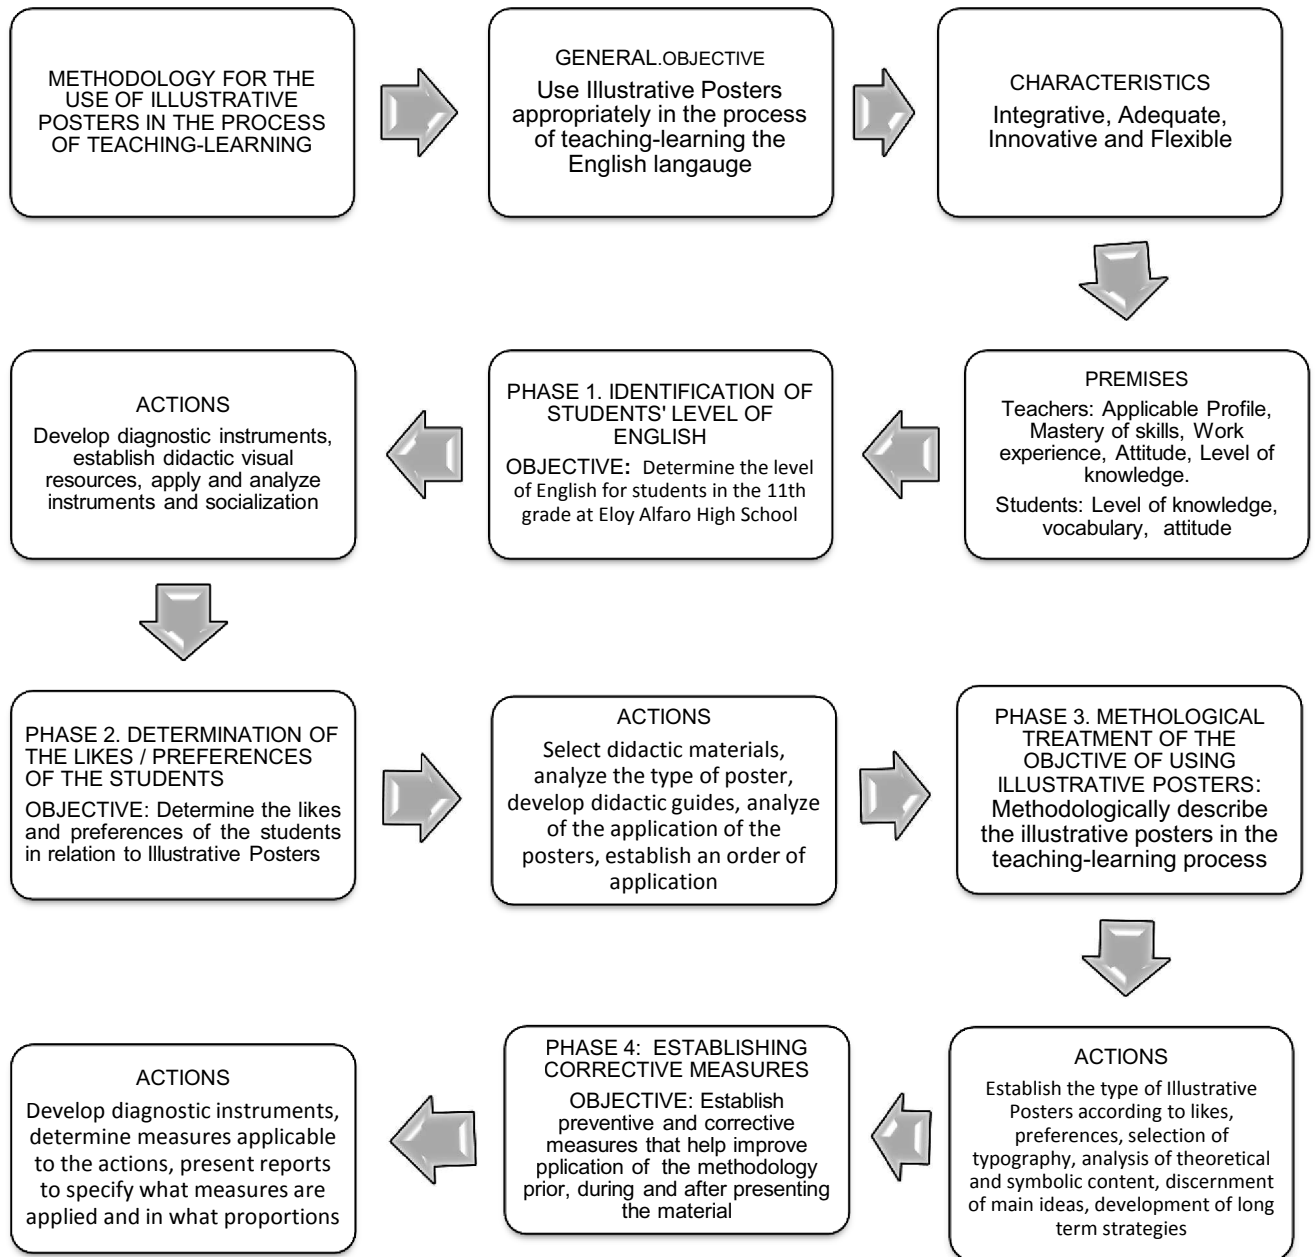 METHODOLOGY FOR THE
USE OF ILLUSTRATIVE
POSTERS IN THE PROCESS
OF TEACHING-LEARNING
GENERAL.OBJECTIVE
Use Illustrative Posters
appropriately in the process
of teaching-learning the
English langauge
CHARACTERISTICS
Integrative, Adequate,
Innovative and Flexible
PREMISES
Teachers: Applicable Profile,
Mastery of skills, Work
experience, Attitude, Level of
knowledge.
Students: Level of knowledge,
vocabulary, attitude
PHASE 1. IDENTIFICATION OF
STUDENTS' LEVEL OF
ENGLISH
OBJECTIVE: Determine the level
of English for students in the 11th
grade at Eloy Alfaro High School
ACTIONS
Develop diagnostic instruments,
establish didactic visual
resources, apply and analyze
instruments and socialization
PHASE 2. DETERMINATION OF
THE LIKES / PREFERENCES
OF THE STUDENTS
OBJECTIVE: Determine the likes
and preferences of the students
in relation to Illustrative Posters
ACTIONS
Select didactic materials,
analyze the type of poster,
develop didactic guides, analyze
of the application of the
posters, establish an order of
application
PHASE 3. METHOLOGICAL
TREATMENT OF THE
OBJCTIVE OF USING
ILLUSTRATIVE POSTERS:
Methodologically describe
the illustrative posters in the
teaching-learning process
ACTIONS
Establish the type of Illustrative
Posters according to likes,
preferences, selection of
typography, analysis of theoretical
and symbolic content, discernment
of main ideas, development of long
term strategies
PHASE 4: ESTABLISHING
CORRECTIVE MEASURES
OBJECTIVE: Establish
preventive and corrective
measures that help improve
pplication of the methodology
prior, during and after presenting
the material
ACTIONS
Develop diagnostic instruments,
determine measures applicable
to the actions, present reports
to specify what measures are
applied and in what proportions